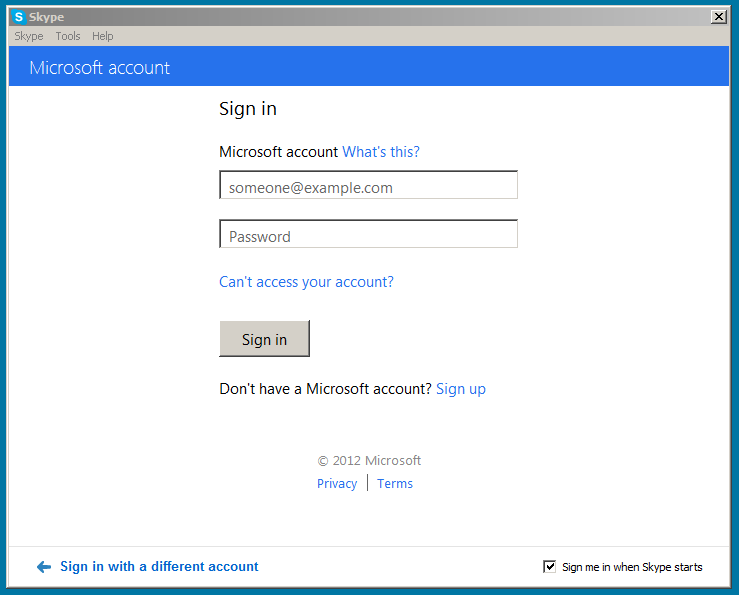 S Skype
Skype Tools Help
Microsoft account
Sign in
Microsoft account What's this?
someone@example.com
Password
Can't access your account?
Sign in
Don't have a Microsoft account? Sign up
© 2012 Microsoft
Privacy | Terms
Sign in with a different account
Sign me in when Skype starts